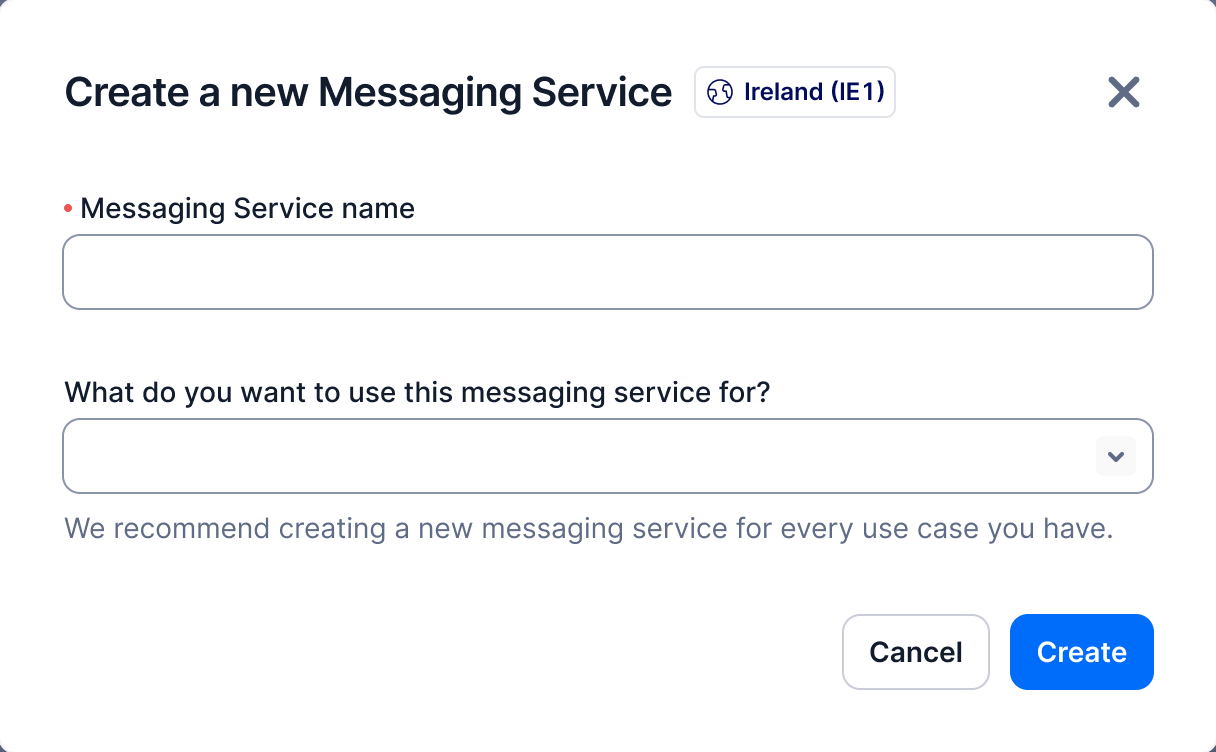 Create a new Messaging Service Ireland (IE1)
• Messaging Service name
What do you want to use this messaging service for?
We recommend creating a new messaging service for every use case you have.
Cancel Create